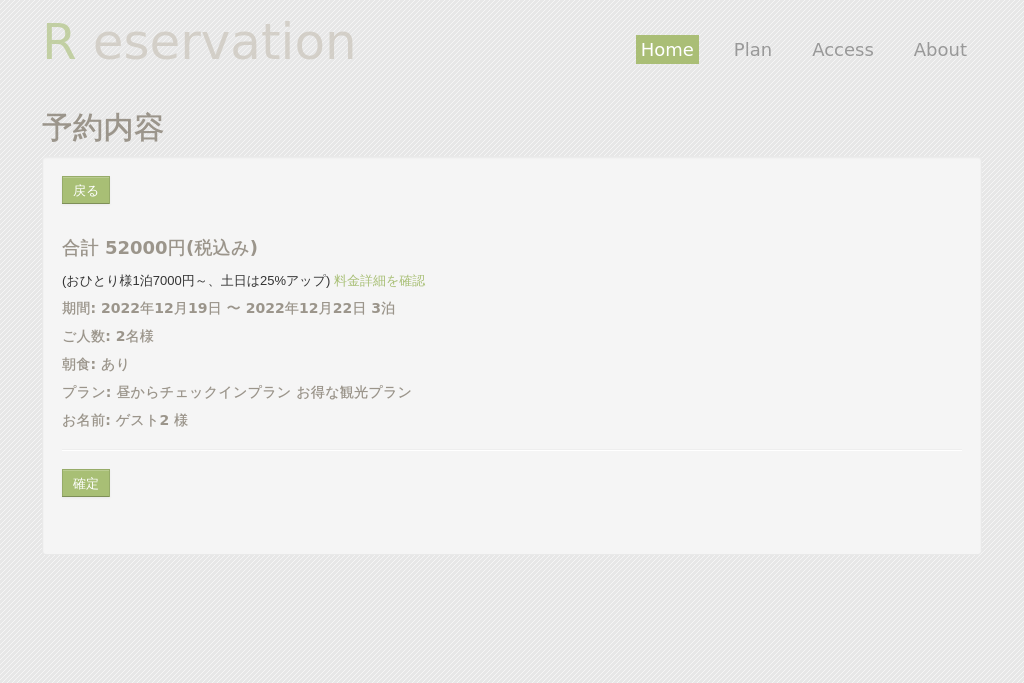 R eservation
Home Plan Access About
予約内容
戻る
合計 52000円(税込み)
(おひとり様1泊7000円～、土日は25%アップ) 料金詳細を確認
期間: 2022年12月19日 〜 2022年12月22日 3泊
ご人数: 2名様
朝食: あり
プラン: 昼からチェックインプラン お得な観光プラン
お名前: ゲスト2 様
確定